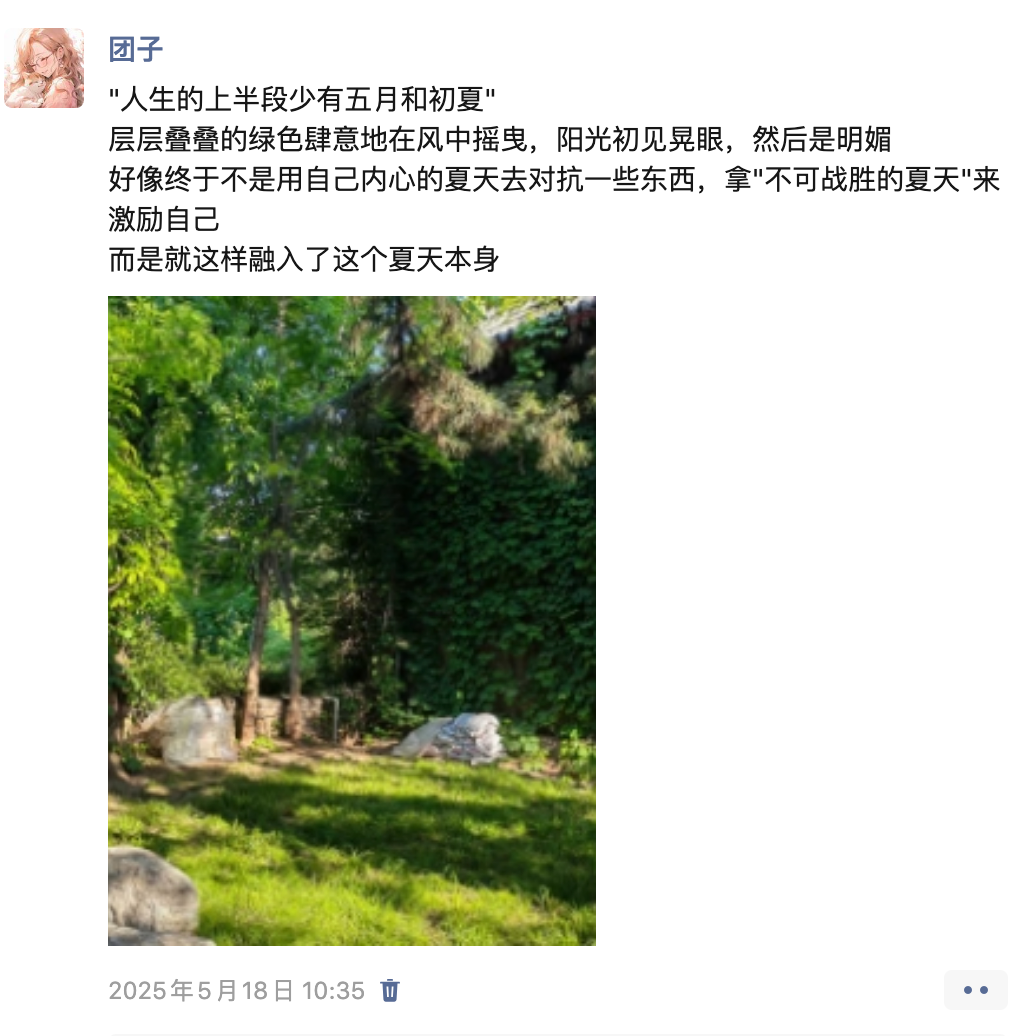 团子
"人生的上半段少有五月和初夏"
层层叠叠的绿色肆意地在风中摇曳，阳光初见晃眼，然后是明媚
好像终于不是用自己内心的夏天去对抗一些东西，拿"不可战胜的夏天"来
激励自己
而是就这样融入了这个夏天本身
2025年5月18日 10:35